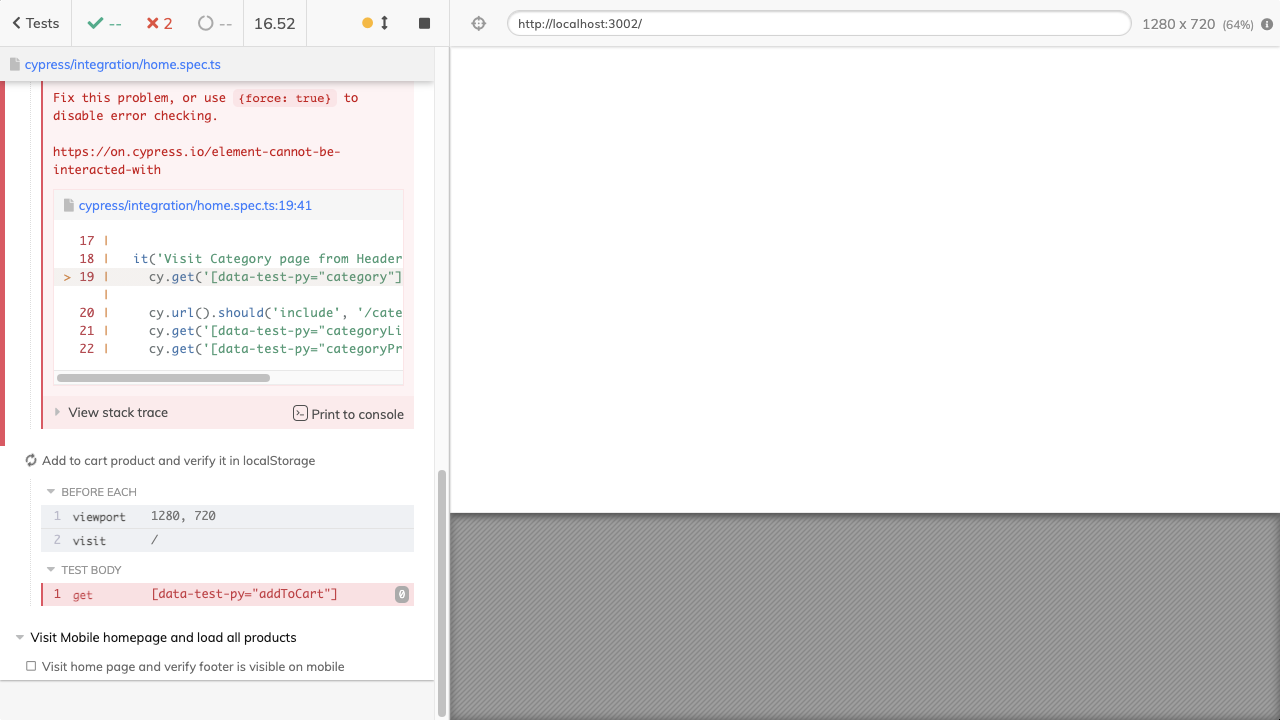 Tests
--
2
--
16.52
http://localhost:3002/
1280 x 720 (64%)
cypress/integration/home.spec.ts
Fix this problem, or use {force: true} to
disable error checking.
https://on.cypress.io/element-cannot-be-
interacted-with
cypress/integration/home.spec.ts:19:41
17 |
18 | it('Visit Category page from Header
> 19 | cy.get('[data-test-py="category"]
|
20 | cy.url().should('include', '/cate
21 | cy.get('[data-test-py="categoryLi
22 | cy.get('[data-test-py="categoryPr
View stack trace
Print to console
Add to cart product and verify it in localStorage
BEFORE EACH
1 viewport 1280, 720
2 visit /
TEST BODY
1 get [data-test-py="addToCart"] 0
Visit Mobile homepage and load all products
Visit home page and verify footer is visible on mobile